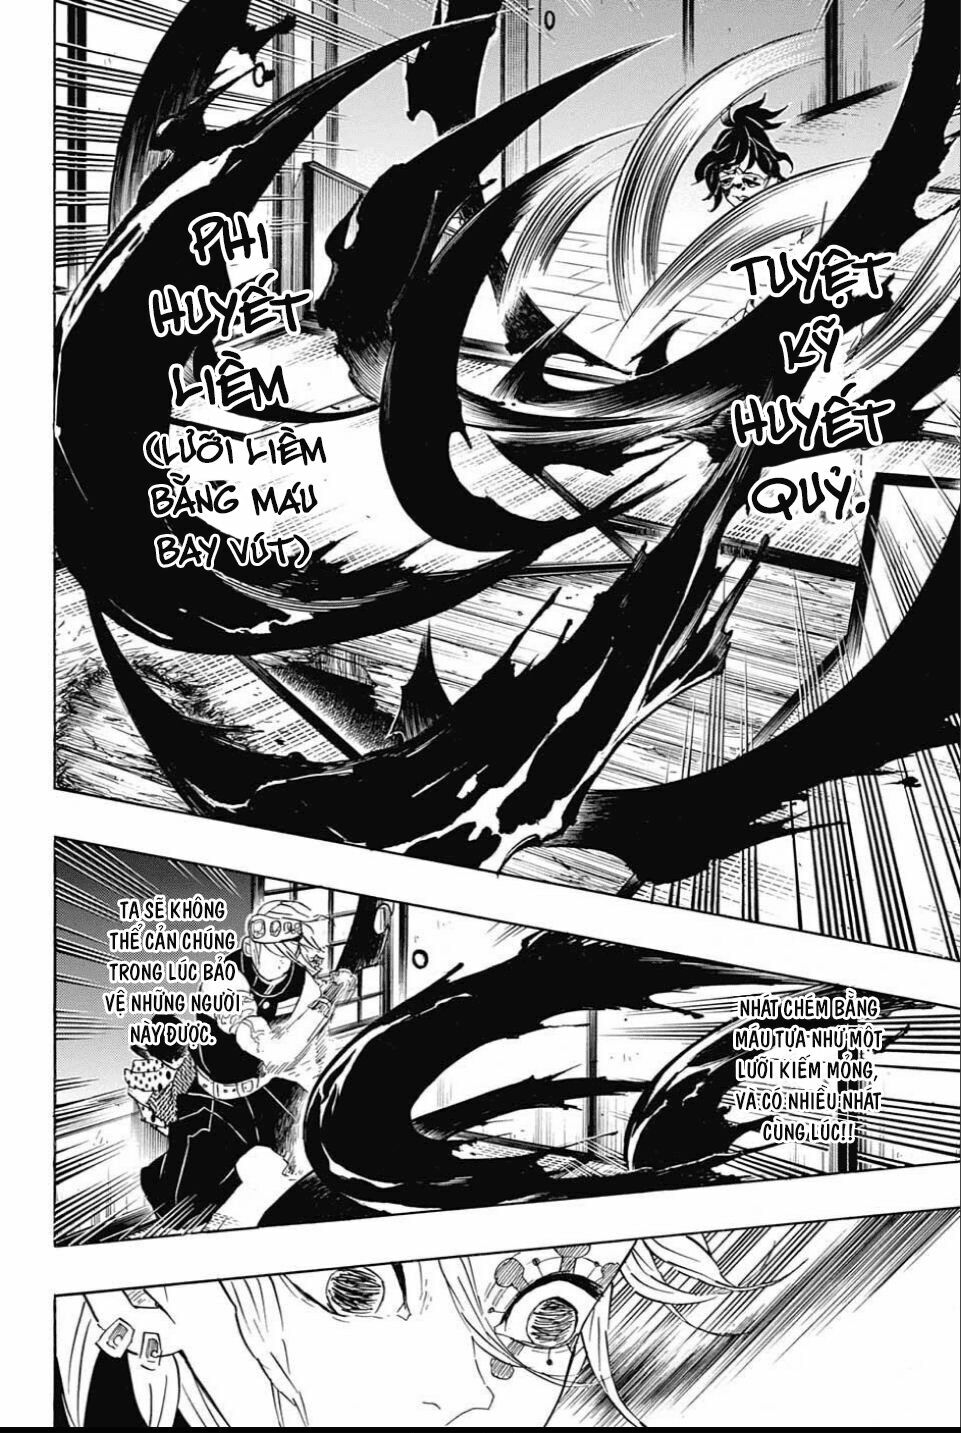 TUYỆT
KỸ
HUYẾT
QUỶ.
PHI
HUYẾT
LIỀM
(LƯỠI LIỀM
BẰNG MÁU
BAY VÚT)
NHÁT CHÉM BẰNG
MÁU TỰA NHƯ MỘT
LƯỠI KIẾM MỎNG,
VÀ CÓ NHIỀU NHÁT
CÙNG LÚC!!
TA SẼ KHÔNG
THỂ CẢN CHÚNG
TRONG LÚC BẢO
VỆ NHỮNG NGƯỜI
NÀY ĐƯỢC.